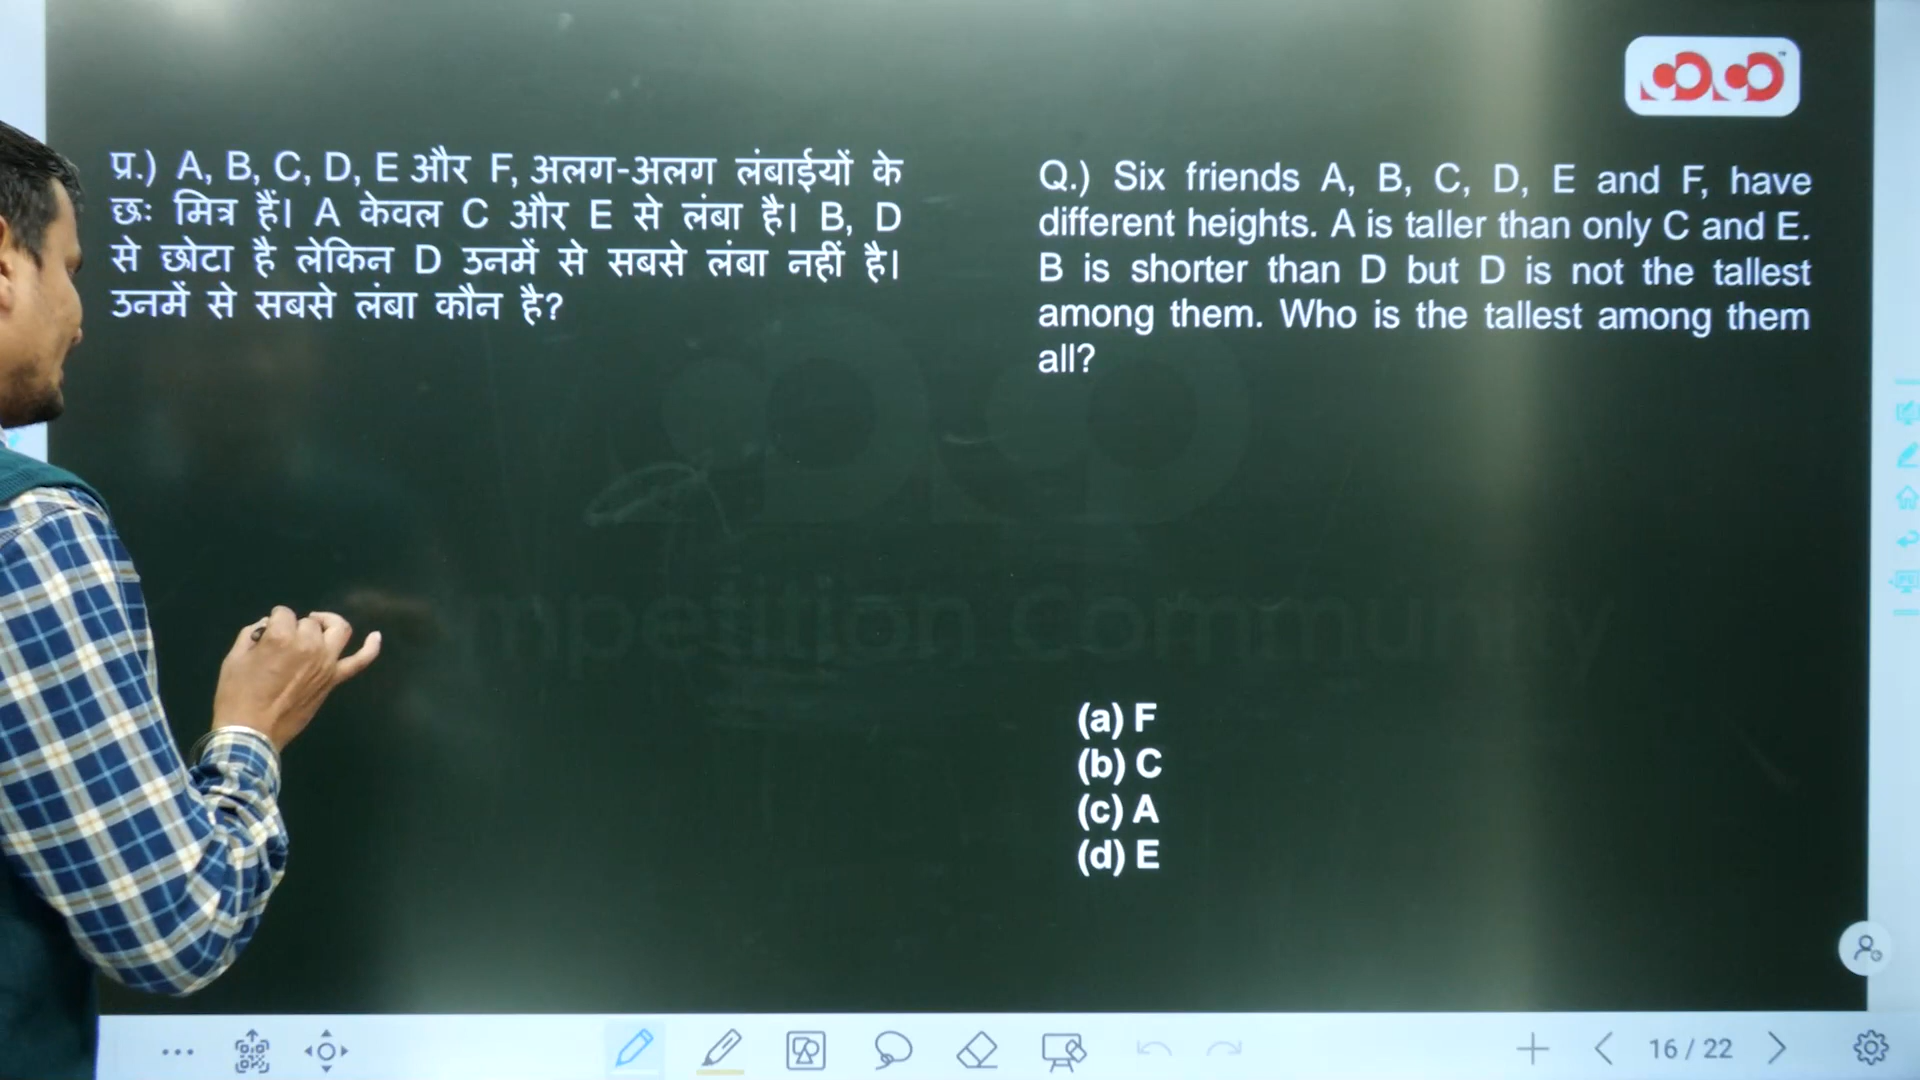 प्र.) A, B, C, D, E और F, अलग-अलग लंबाईयों के
छः मित्र हैं। A केवल C और E से लंबा है। B, D
से छोटा है लेकिन D उनमें से सबसे लंबा नहीं है।
उनमें से सबसे लंबा कौन है?
Q.) Six friends A, B, C, D, E and F, have
different heights. A is taller than only C and E.
B is shorter than D but D is not the tallest
among them. Who is the tallest among them
all?
mpetition Community
(a) F
(b) C
(c) A
(d) E
16 / 22